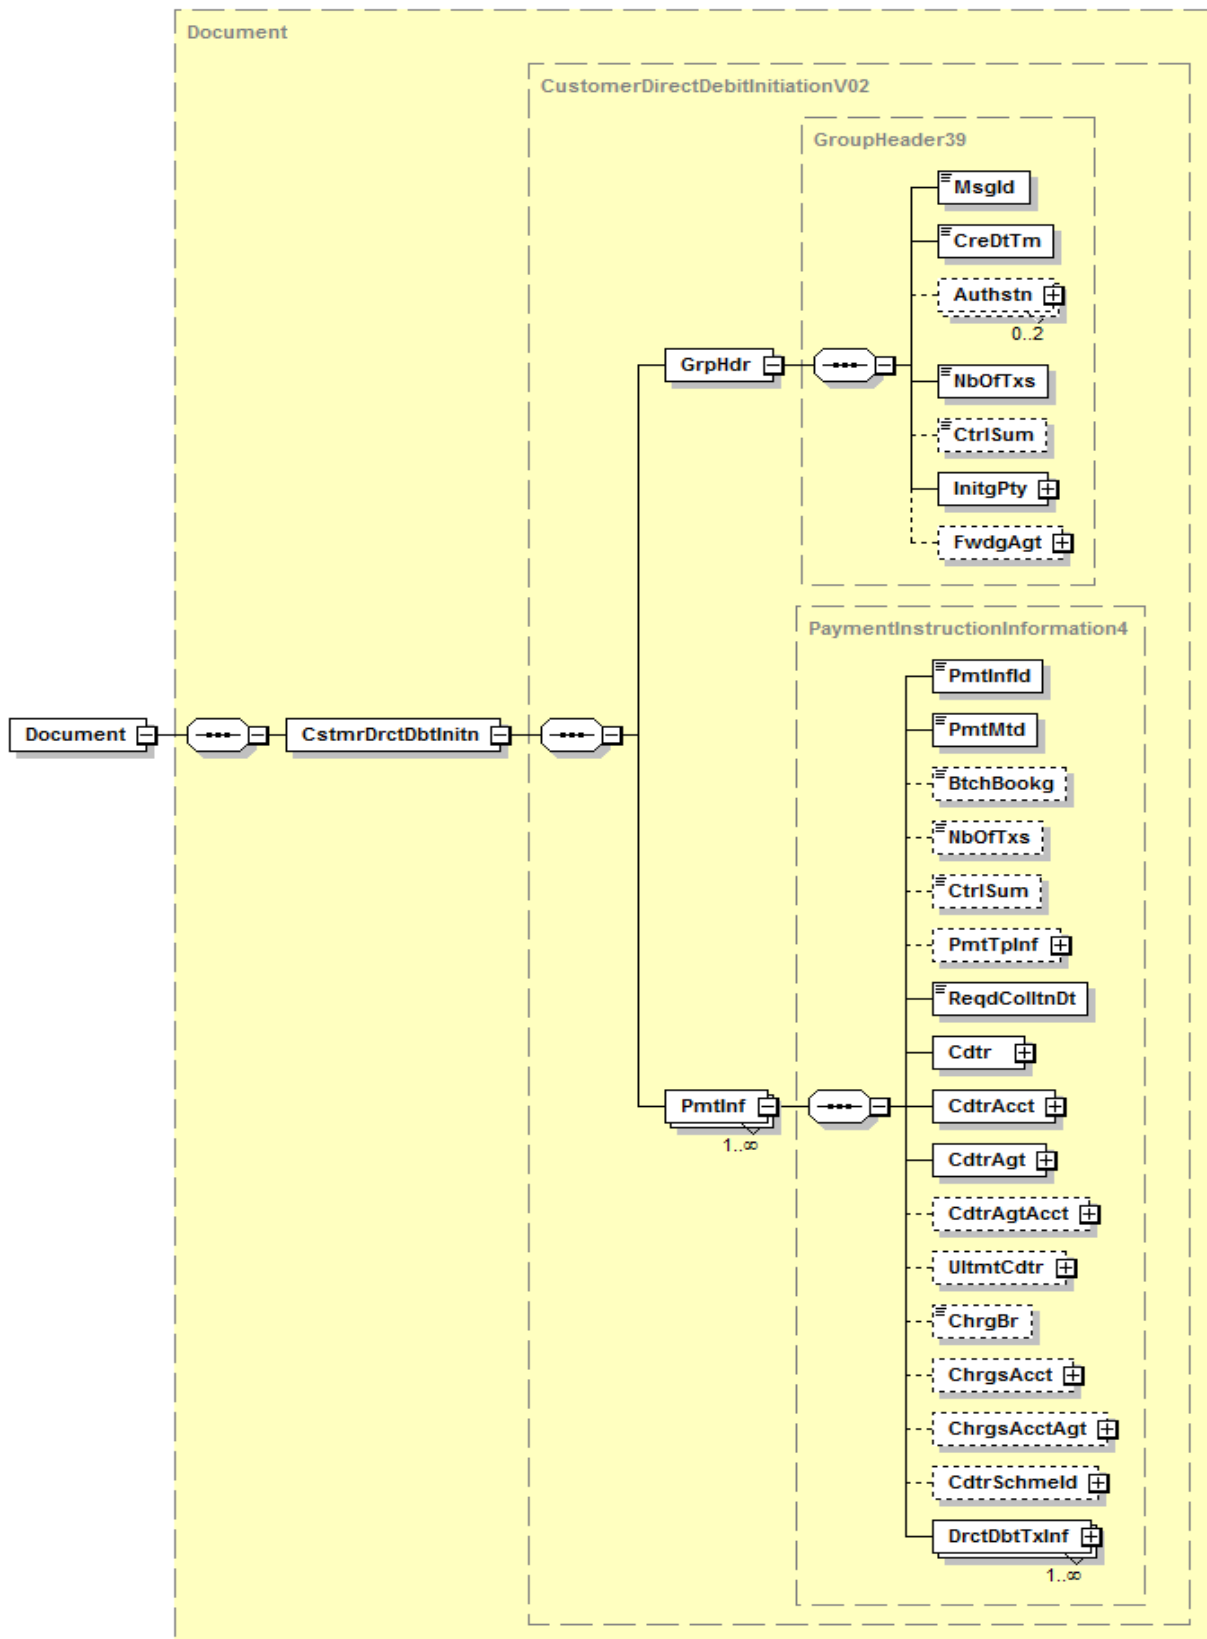 Document
CustomerDirectDebitInitiationV02
GroupHeader39
MsgId
CreDtTm
Authstn
0..2
GrpHdr
NbOfTxs
CtrlSum
InitgPty
FwdgAgt
PaymentInstructionInformation4
PmtInfId
PmtMtd
Document
CstmrDrctDbtInitn
BtchBookg
NbOfTxs
CtrlSum
PmtTpInf
ReqdColltnDt
Cdtr
PmtInf
1..∞
CdtrAcct
CdtrAgt
CdtrAgtAcct
UltmtCdtr
ChrgBr
ChrgsAcct
ChrgsAcctAgt
CdtrSchmeId
DrctDbtTxInf
1..∞